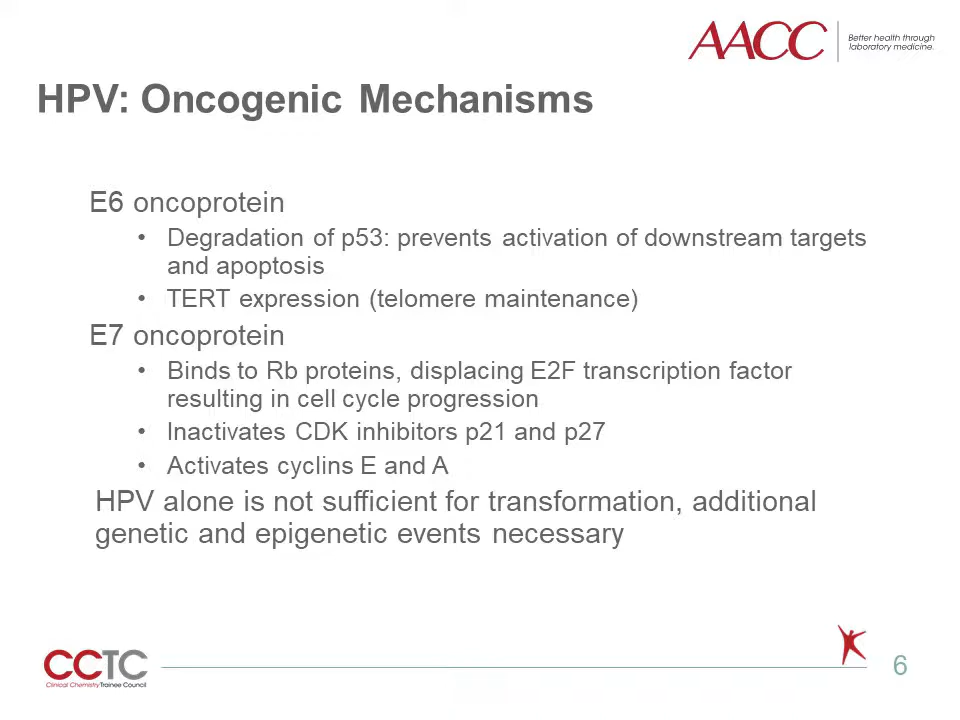 AACC
Better health through
laboratory medicine.
HPV: Oncogenic Mechanisms
E6 oncoprotein
• Degradation of p53: prevents activation of downstream targets
and apoptosis
• TERT expression (telomere maintenance)
E7 oncoprotein
• Binds to Rb proteins, displacing E2F transcription factor
resulting in cell cycle progression
• Inactivates CDK inhibitors p21 and p27
• Activates cyclins E and A
HPV alone is not sufficient for transformation, additional
genetic and epigenetic events necessary
CCTC
Clinical Chemistry Trainee Council
6